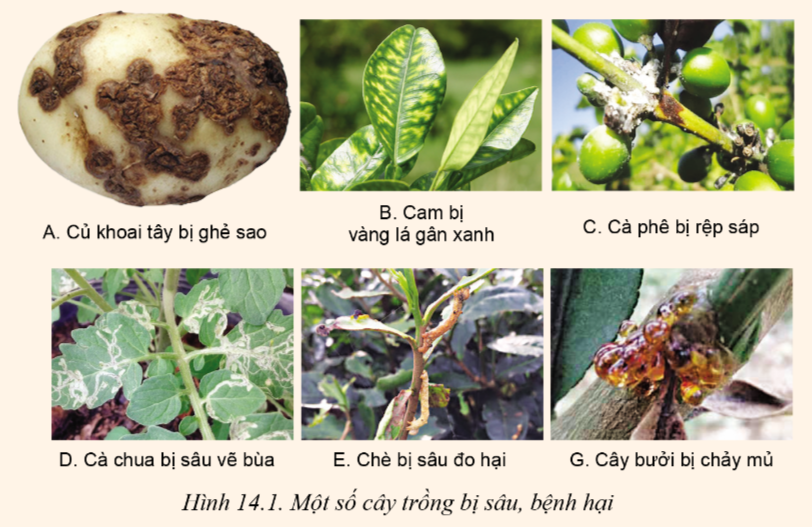 A. Củ khoai tây bị ghẻ sao
B. Cam bị
vàng lá gân xanh
C. Cà phê bị rệp sáp
D. Cà chua bị sâu vẽ bùa
E. Chè bị sâu đo hại
G. Cây bưởi bị chảy mủ
Hình 14.1. Một số cây trồng bị sâu, bệnh hại